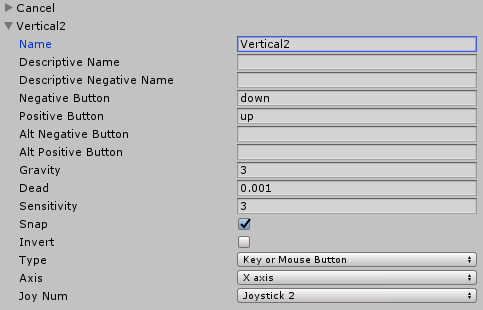 Cancel
Vertical2
Name Vertical2
Descriptive Name
Descriptive Negative Name
Negative Button down
Positive Button up
Alt Negative Button
Alt Positive Button
Gravity 3
Dead 0.001
Sensitivity 3
Snap
Invert
Type Key or Mouse Button
Axis X axis
Joy Num Joystick 2